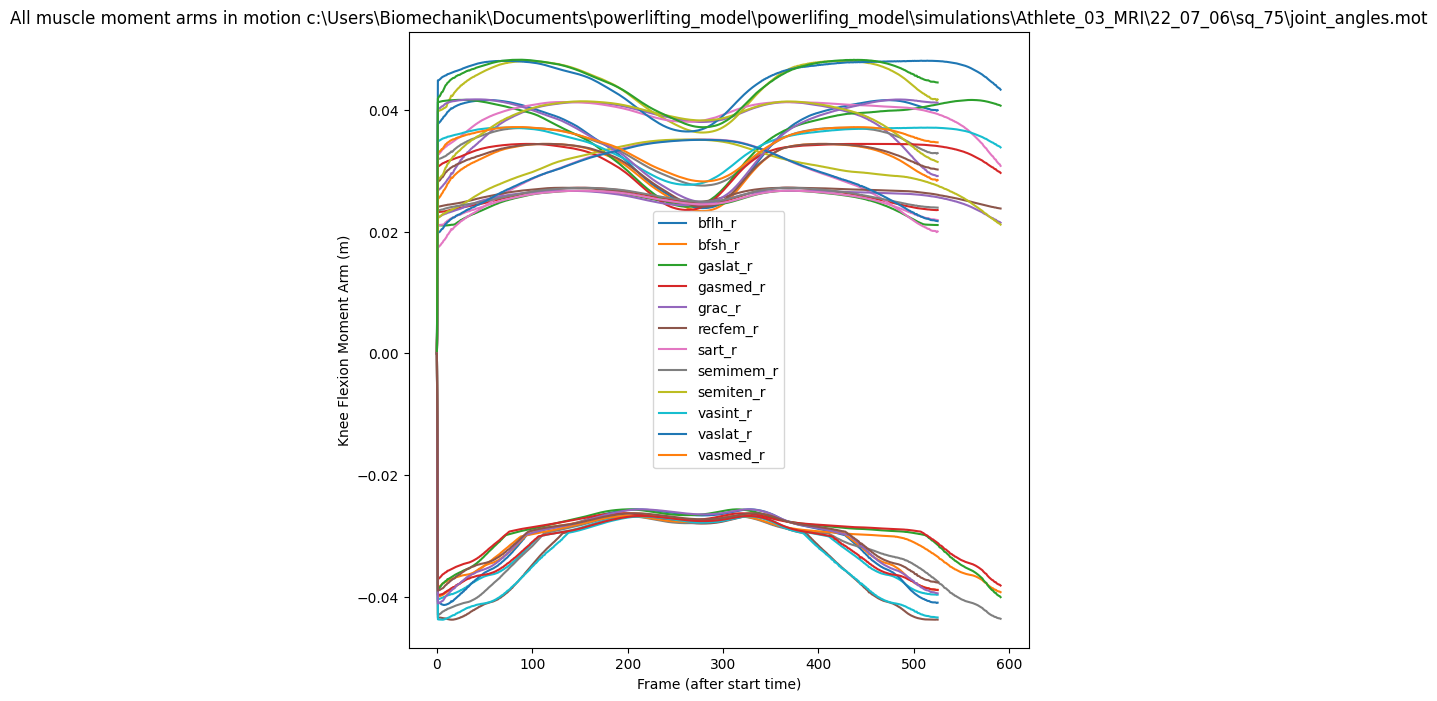 All muscle moment arms in motion c:\Users\Biomechanik\Documents\powerlifting_model\powerlifing_model\simulations\Athlete_03_MRI\22_07_06\sq_75\joint_angles.mot
Knee Flexion Moment Arm (m)
0.04
0.02
0.00
−0.02
−0.04
bflh_r
bfsh_r
gaslat_r
gasmed_r
grac_r
recfem_r
sart_r
semimem_r
semiten_r
vasint_r
vaslat_r
vasmed_r
0 100 200 300 400 500 600
Frame (after start time)